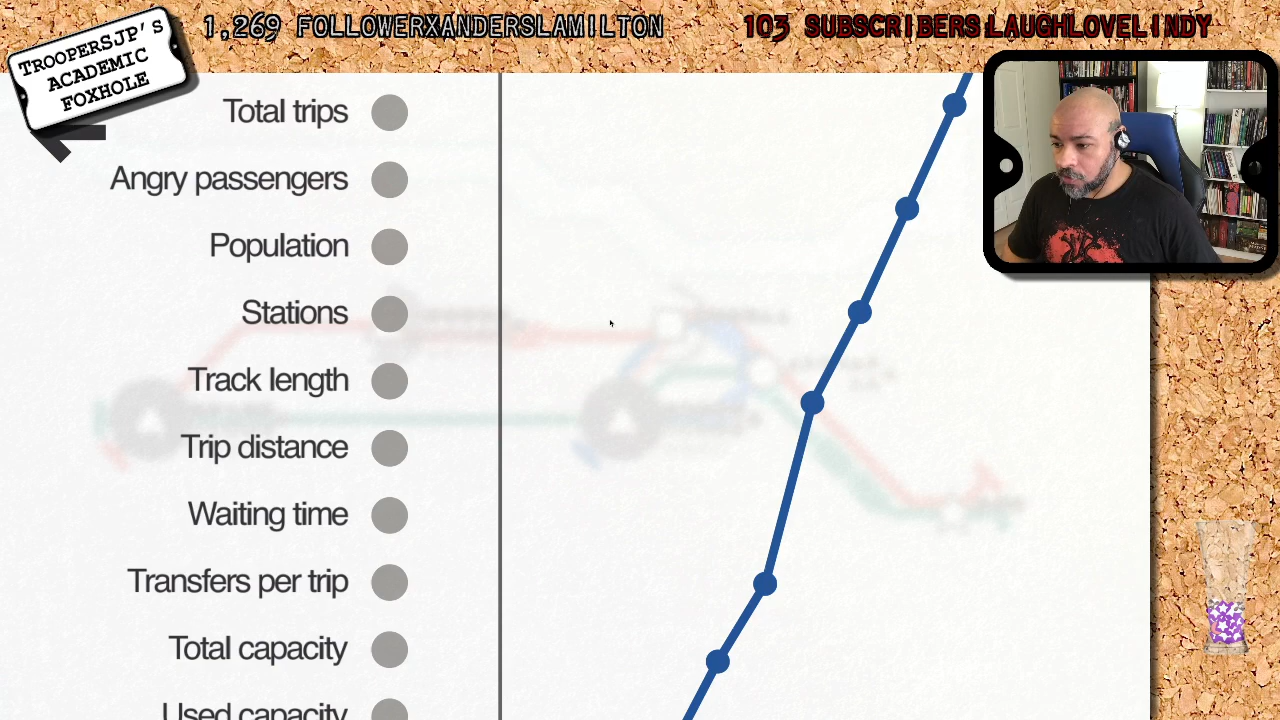 1,269 FOLLOWERXANDERSLAMILTON
103 SUBSCRIBERS:LAUGHLOVELINDY
TROOPERSJP'S
ACADEMIC
FOXHOLE
Total trips
Angry passengers
Population
Stations
Track length
Trip distance
Waiting time
Transfers per trip
Total capacity
Used capacity